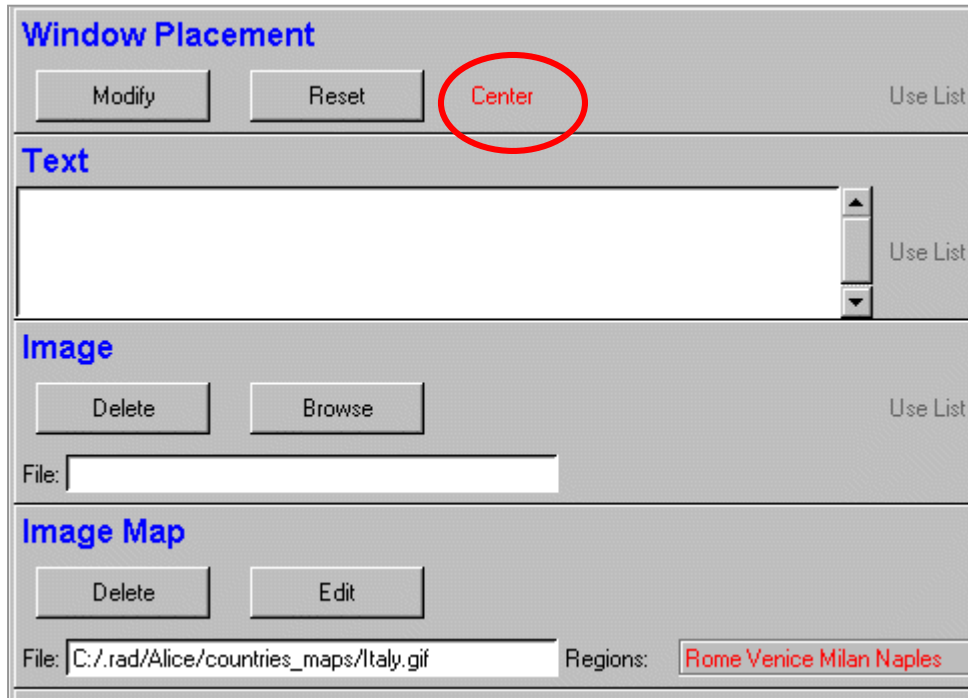 Window Placement
Modify Reset Center Use List
Text
Use List
Image
Delete Browse Use List
File:
Image Map
Delete Edit
File: C:/.rad/Alice/countries_maps/Italy.gif Regions: Rome Venice Milan Naples